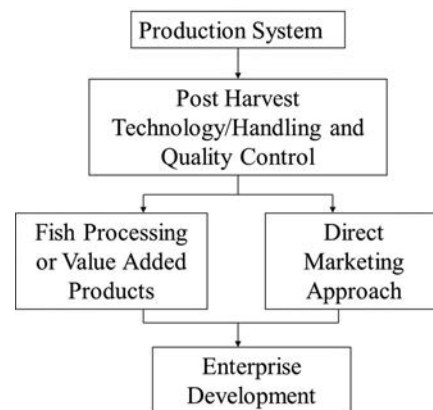 Production System
Post Harvest
Technology/Handling and
Quality Control
Fish Processing
or Value Added
Products
Direct
Marketing
Approach
Enterprise
Development